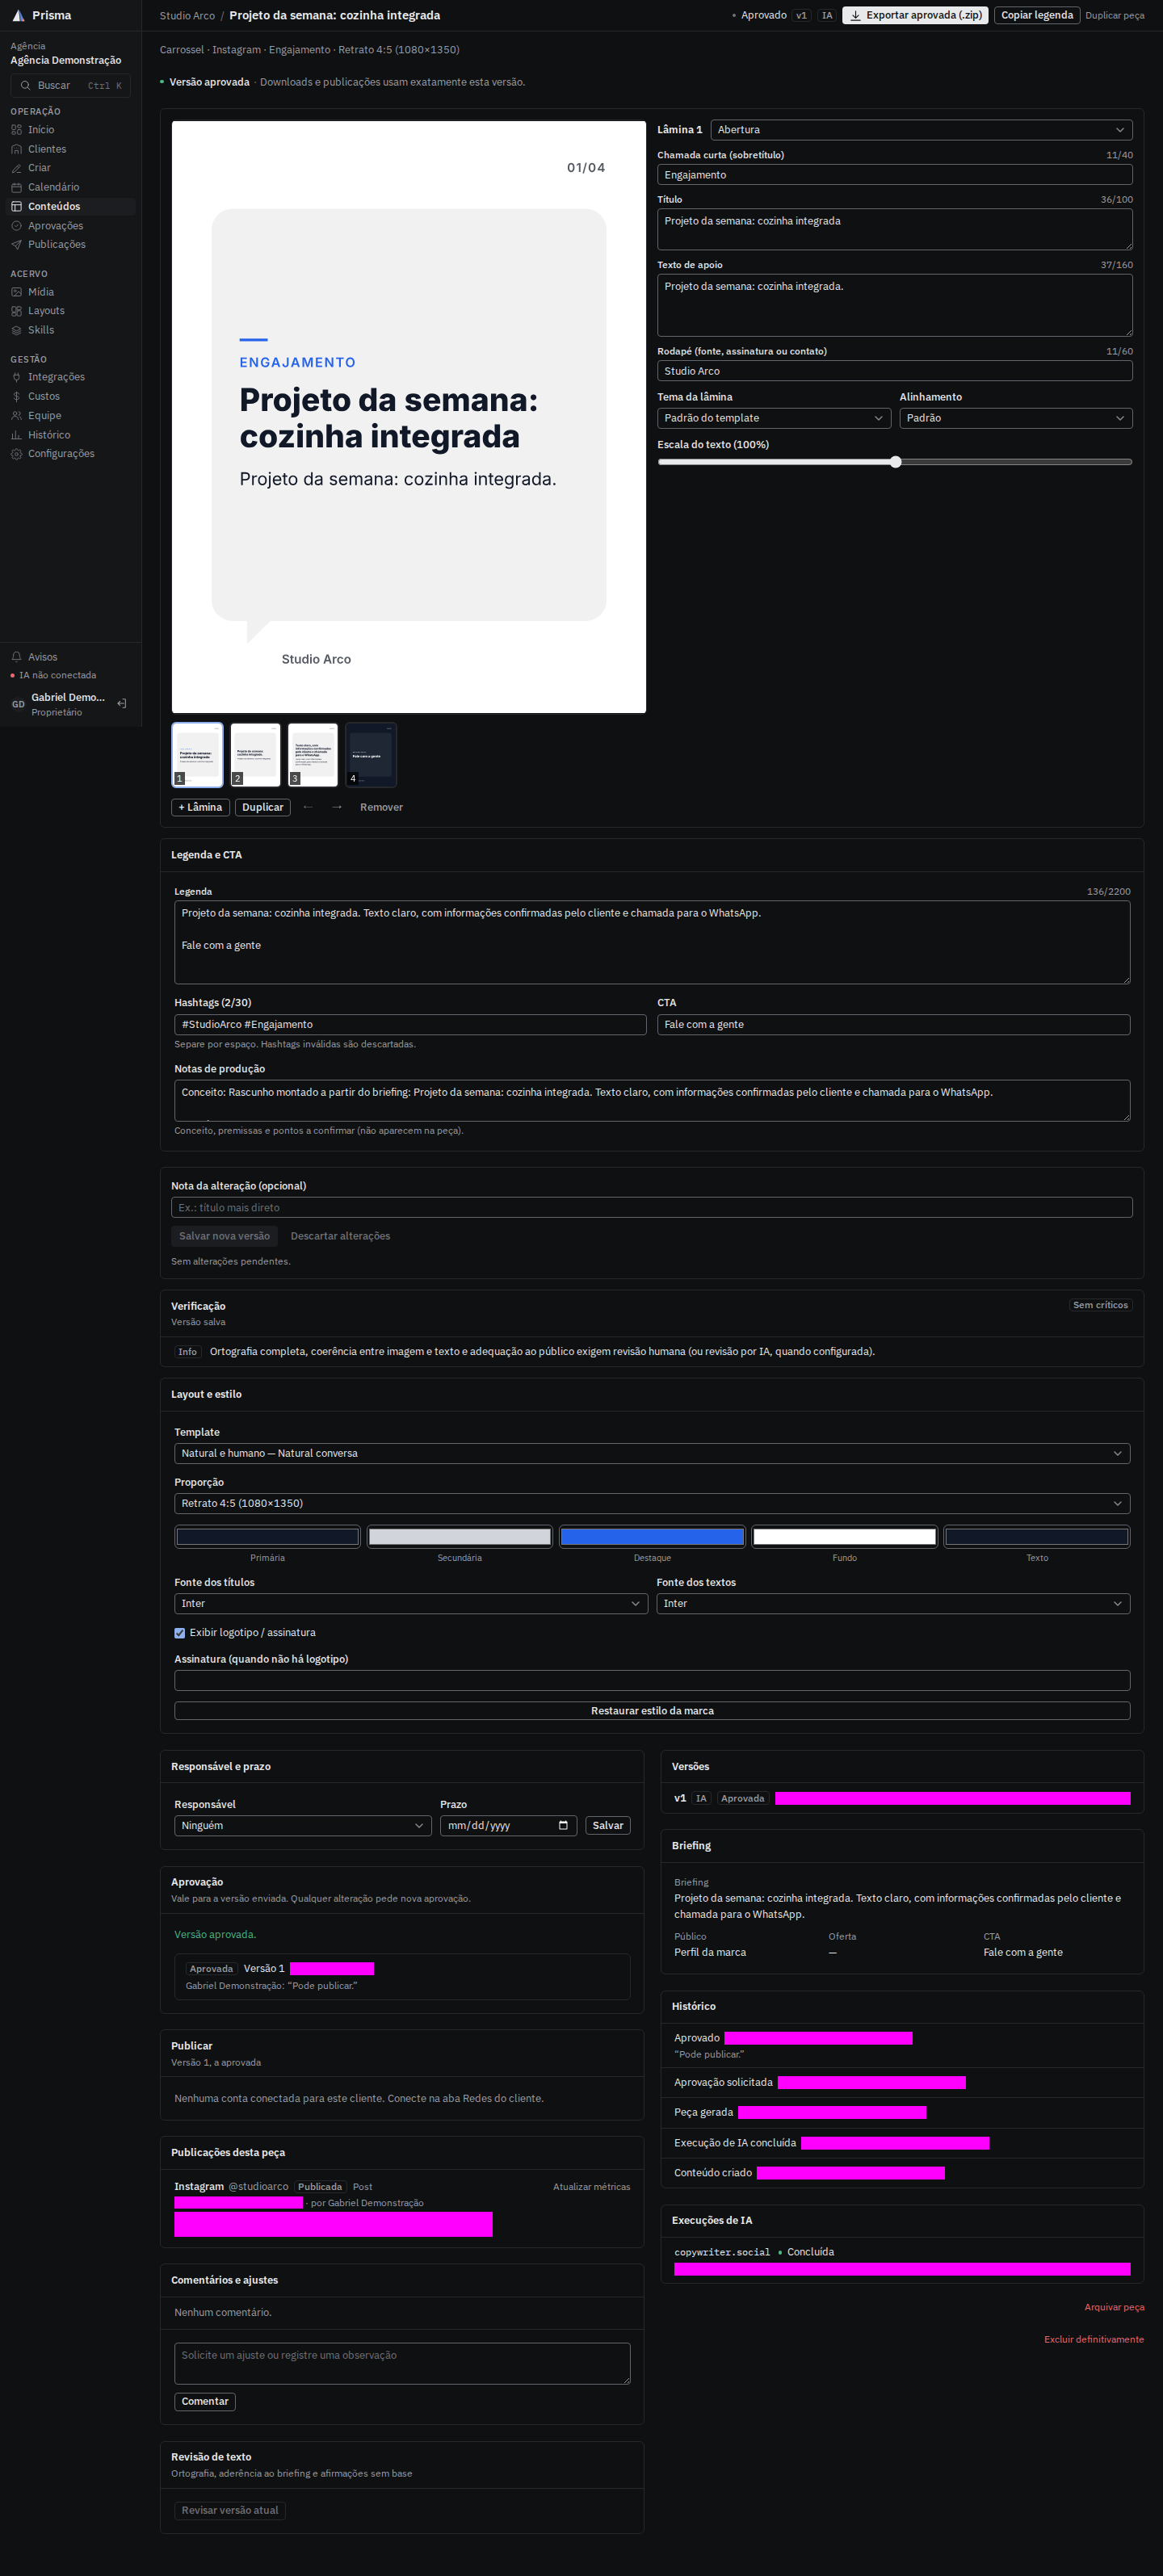 Prisma
Agência
Agência Demonstração
Buscar Ctrl K
OPERAÇÃO
Início
Clientes
Criar
Calendário
Conteúdos
Aprovações
Publicações
ACERVO
Mídia
Layouts
Skills
GESTÃO
Integrações
Custos
Equipe
Histórico
Configurações
Avisos
IA não conectada
GD Gabriel Demo...
Proprietário
Studio Arco / Projeto da semana: cozinha integrada
Aprovado v1 IA Exportar aprovada (.zip) Copiar legenda Duplicar peça
Carrossel · Instagram · Engajamento · Retrato 4:5 (1080×1350)
Versão aprovada · Downloads e publicações usam exatamente esta versão.
01/04
ENGAJAMENTO
Projeto da semana:
cozinha integrada
Projeto da semana: cozinha integrada.
Studio Arco
1 2 3 4
Projeto da semana:
cozinha integrada
Fale com a gente
+ Lâmina Duplicar ← → Remover
Lâmina 1 Abertura
Chamada curta (sobretítulo) 11/40
Engajamento
Título 36/100
Projeto da semana: cozinha integrada
Texto de apoio 37/160
Projeto da semana: cozinha integrada.
Rodapé (fonte, assinatura ou contato) 11/60
Studio Arco
Tema da lâmina Alinhamento
Padrão do template Padrão
Escala do texto (100%)
Legenda e CTA
Legenda 136/2200
Projeto da semana: cozinha integrada. Texto claro, com informações confirmadas pelo cliente e chamada para o WhatsApp.
Fale com a gente
Hashtags (2/30) CTA
#StudioArco #Engajamento Fale com a gente
Separe por espaço. Hashtags inválidas são descartadas.
Notas de produção
Conceito: Rascunho montado a partir do briefing: Projeto da semana: cozinha integrada. Texto claro, com informações confirmadas pelo cliente e chamada para o WhatsApp.
Conceito, premissas e pontos a confirmar (não aparecem na peça).
Nota da alteração (opcional)
Ex.: título mais direto
Salvar nova versão Descartar alterações
Sem alterações pendentes.
Verificação Sem críticos
Versão salva
Info Ortografia completa, coerência entre imagem e texto e adequação ao público exigem revisão humana (ou revisão por IA, quando configurada).
Layout e estilo
Template
Natural e humano — Natural conversa
Proporção
Retrato 4:5 (1080×1350)
Primária Secundária Destaque Fundo Texto
Fonte dos títulos Fonte dos textos
Inter Inter
Exibir logotipo / assinatura
Assinatura (quando não há logotipo)
Restaurar estilo da marca
Responsável e prazo
Responsável Prazo
Ninguém mm/dd/yyyy Salvar
Aprovação
Vale para a versão enviada. Qualquer alteração pede nova aprovação.
Versão aprovada.
Aprovada Versão 1
Gabriel Demonstração: “Pode publicar.”
Publicar
Versão 1, a aprovada
Nenhuma conta conectada para este cliente. Conecte na aba Redes do cliente.
Publicações desta peça
Instagram @studioarco Publicada Post Atualizar métricas
· por Gabriel Demonstração
Comentários e ajustes
Nenhum comentário.
Solicite um ajuste ou registre uma observação
Comentar
Revisão de texto
Ortografia, aderência ao briefing e afirmações sem base
Revisar versão atual
Versões
v1 IA Aprovada
Briefing
Briefing
Projeto da semana: cozinha integrada. Texto claro, com informações confirmadas pelo cliente e
chamada para o WhatsApp.
Público Oferta CTA
Perfil da marca — Fale com a gente
Histórico
Aprovado
“Pode publicar.”
Aprovação solicitada
Peça gerada
Execução de IA concluída
Conteúdo criado
Execuções de IA
copywriter.social Concluída
Arquivar peça
Excluir definitivamente